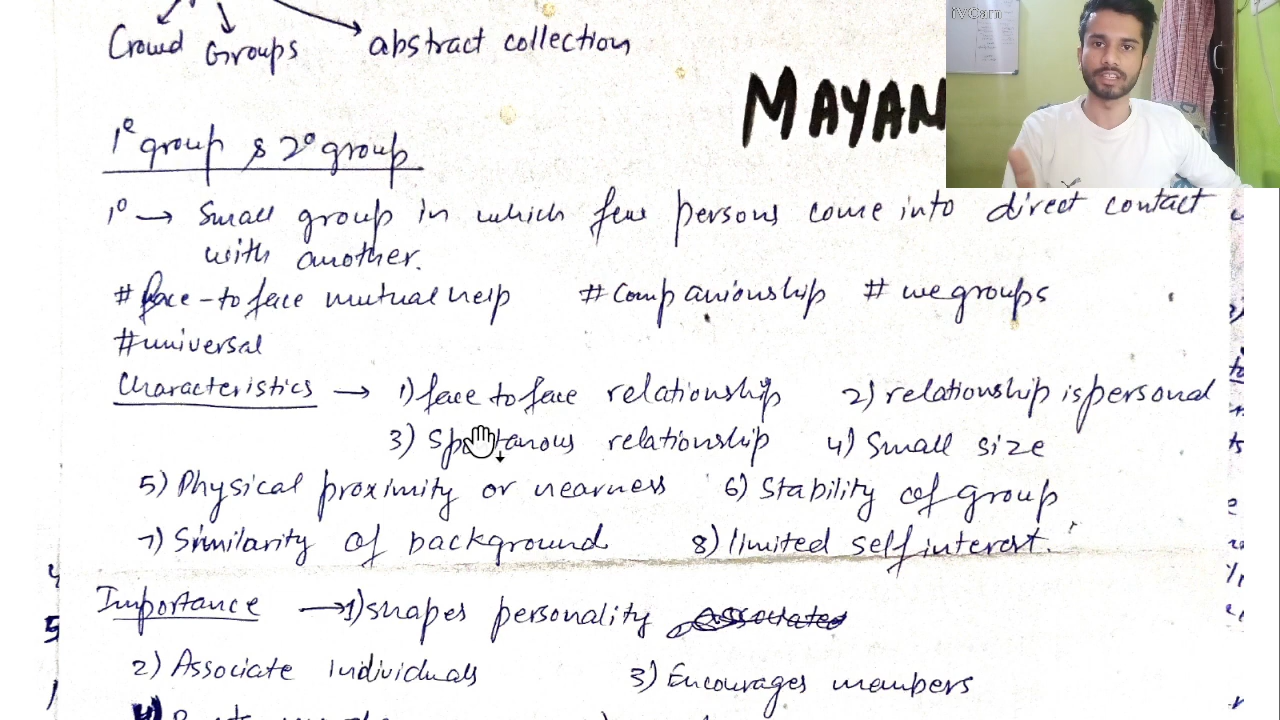 iVCam
Crowd Groups abstract collection
MAYAN
1° group & 2° group
1° → Small group in which few persons come into direct contact
with another.
# face-to face mutual help # Companionship # we groups
#universal
Characteristics → 1) face to face relationship 2) relationship is personal
3) Spontanous relationship 4) Small size
5) Physical proximity or nearness 6) Stability of group
7) Similarity of background 8) limited self interest.
Importance → 1) shapes personality
2) Associate individuals 3) Encourages members
4)